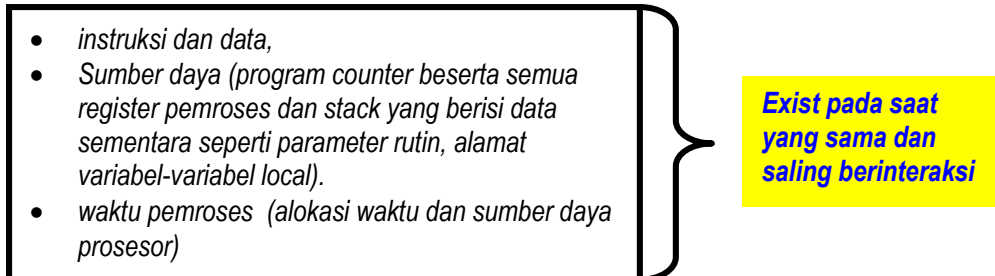 • instruksi dan data,
• Sumber daya (program counter beserta semua
register pemroses dan stack yang berisi data
sementara seperti parameter rutin, alamat
variabel-variabel local).
• waktu pemroses (alokasi waktu dan sumber daya
prosesor)
Exist pada saat
yang sama dan
saling berinteraksi